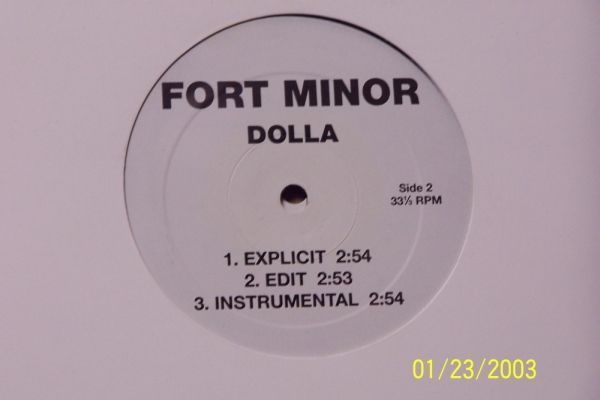 FORT MINOR
DOLLA
Side 2
33⅓ RPM
1. EXPLICIT 2:54
2. EDIT 2:53
3. INSTRUMENTAL 2:54
01/23/2003